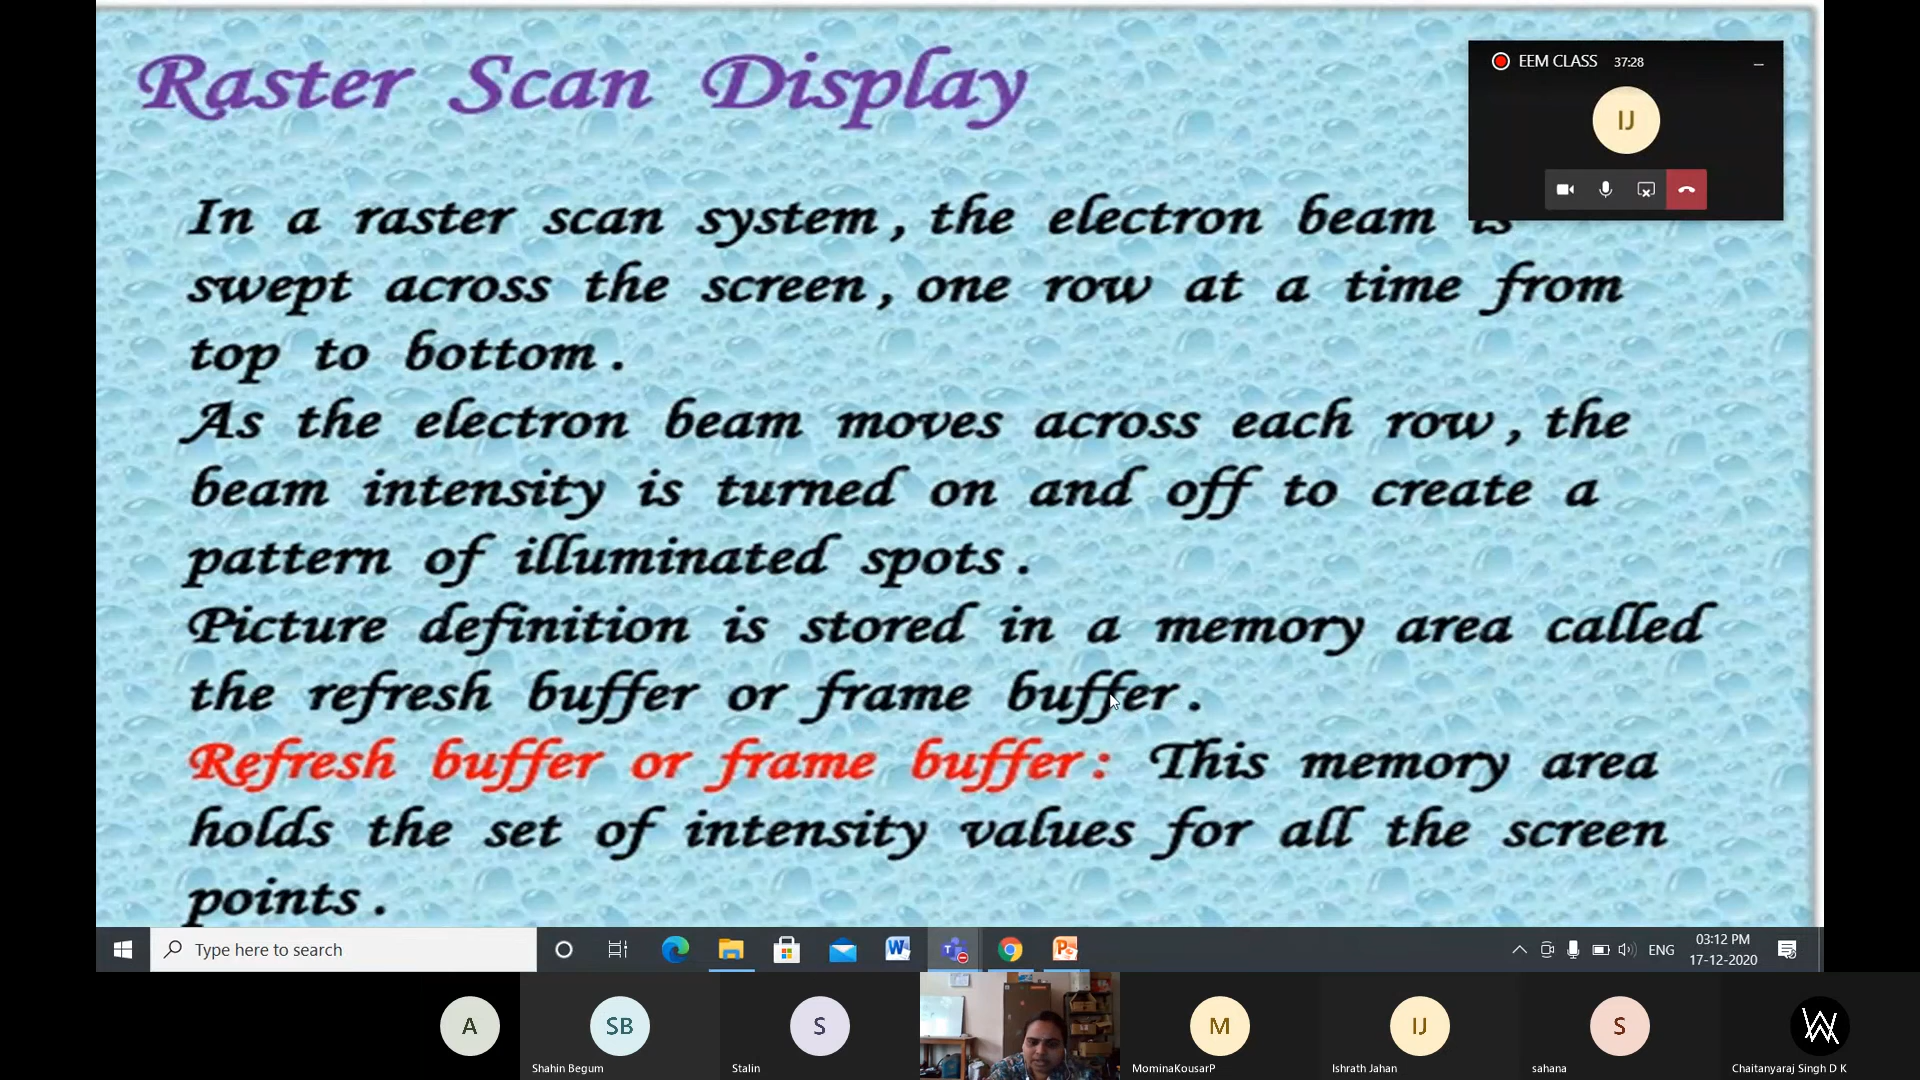 Raster Scan Display
EEM CLASS 37:28
IJ
In a raster scan system, the electron beam is
swept across the screen, one row at a time from
top to bottom.
As the electron beam moves across each row, the
beam intensity is turned on and off to create a
pattern of illuminated spots.
Picture definition is stored in a memory area called
the refresh buffer or frame buffer.
Refresh buffer or frame buffer: This memory area
holds the set of intensity values for all the screen
points.
Type here to search
ENG
03:12 PM
17-12-2020
A
SB
S
M
IJ
S
Shahin Begum
Stalin
MominaKousarP
Ishrath Jahan
sahana
Chaitanyaraj Singh D K